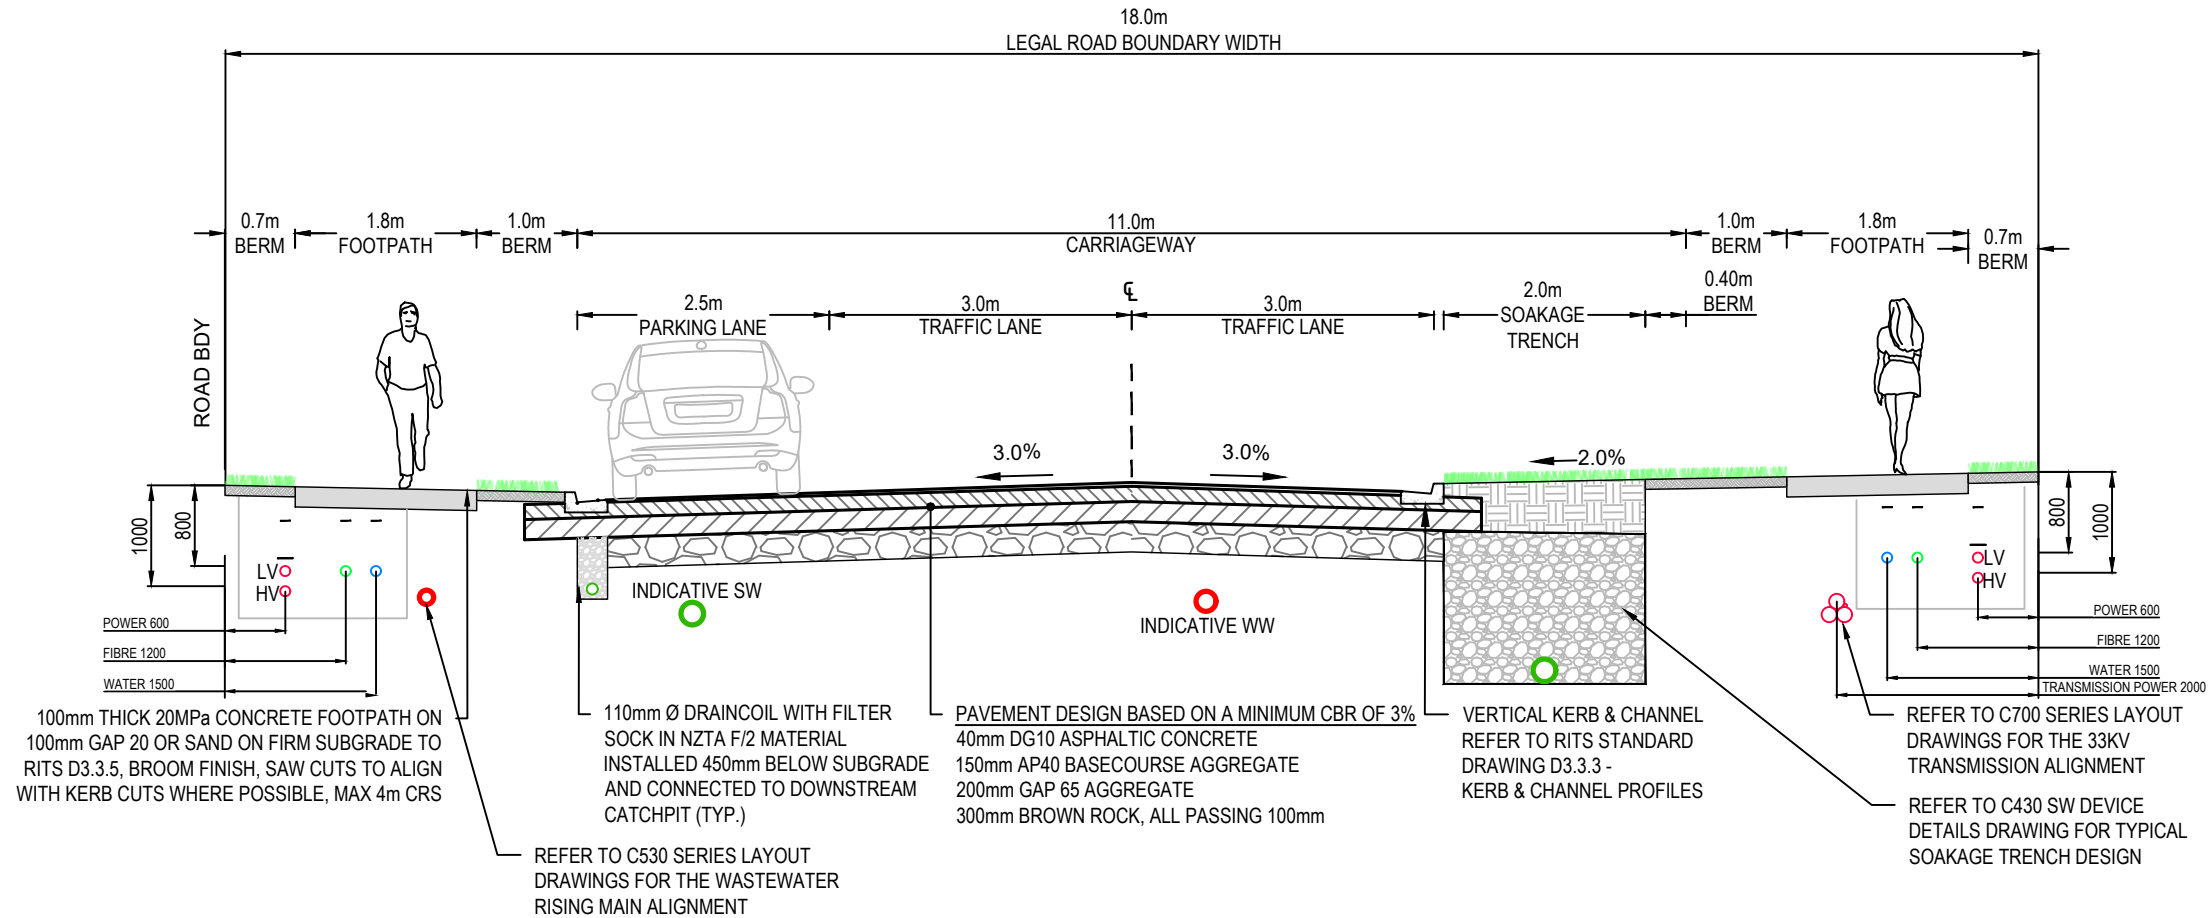 18.0m
LEGAL ROAD BOUNDARY WIDTH
0.7m
BERM
1.8m
FOOTPATH
1.0m
BERM
11.0m
CARRIAGEWAY
1.0m
BERM
1.8m
FOOTPATH
0.7m
BERM
2.5m
PARKING LANE
3.0m
TRAFFIC LANE
℄
3.0m
TRAFFIC LANE
2.0m
SOAKAGE
TRENCH
0.40m
BERM
ROAD BDY
3.0%
3.0%
2.0%
1000
800
LV
HV
INDICATIVE SW
INDICATIVE WW
800
1000
LV
HV
POWER 600
FIBRE 1200
WATER 1500
POWER 600
FIBRE 1200
WATER 1500
TRANSMISSION POWER 2000
100mm THICK 20MPa CONCRETE FOOTPATH ON
100mm GAP 20 OR SAND ON FIRM SUBGRADE TO
RITS D3.3.5, BROOM FINISH, SAW CUTS TO ALIGN
WITH KERB CUTS WHERE POSSIBLE, MAX 4m CRS
110mm Ø DRAINCOIL WITH FILTER
SOCK IN NZTA F/2 MATERIAL
INSTALLED 450mm BELOW SUBGRADE
AND CONNECTED TO DOWNSTREAM
CATCHPIT (TYP.)
PAVEMENT DESIGN BASED ON A MINIMUM CBR OF 3%
40mm DG10 ASPHALTIC CONCRETE
150mm AP40 BASECOURSE AGGREGATE
200mm GAP 65 AGGREGATE
300mm BROWN ROCK, ALL PASSING 100mm
VERTICAL KERB & CHANNEL
REFER TO RITS STANDARD
DRAWING D3.3.3 -
KERB & CHANNEL PROFILES
REFER TO C700 SERIES LAYOUT
DRAWINGS FOR THE 33KV
TRANSMISSION ALIGNMENT
REFER TO C430 SW DEVICE
DETAILS DRAWING FOR TYPICAL
SOAKAGE TRENCH DESIGN
REFER TO C530 SERIES LAYOUT
DRAWINGS FOR THE WASTEWATER
RISING MAIN ALIGNMENT